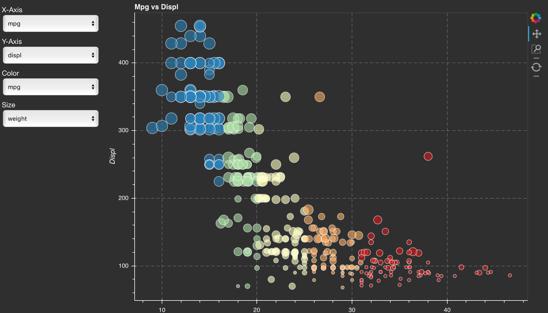 X-Axis
mpg
Y-Axis
displ
Color
mpg
Size
weight
Mpg vs Displ
400
300
200
100
Displ
10
20
30
40